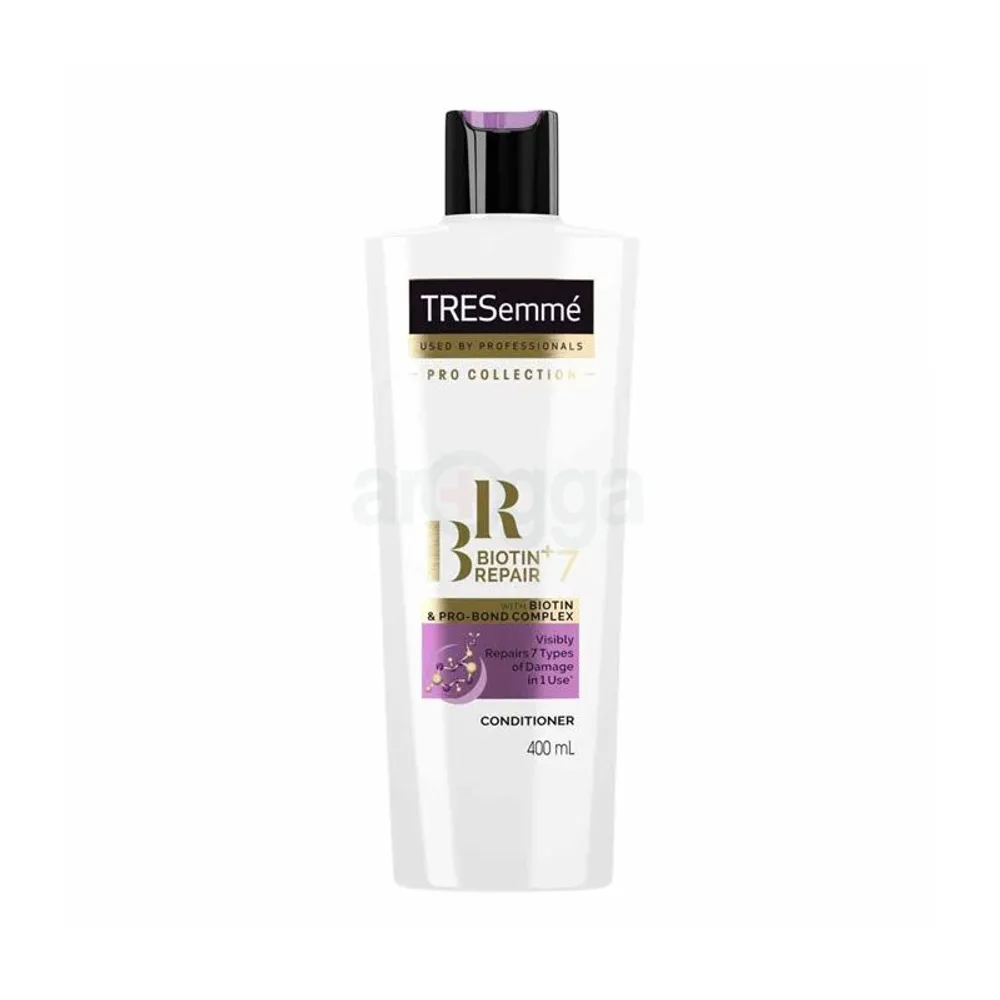 TRESemmé
USED BY PROFESSIONALS
PRO COLLECTION
arogga
BR
BIOTIN+7
REPAIR
WITH BIOTIN
& PRO-BOND COMPLEX
Visibly
Repairs 7 Types
of Damage
in 1 Use*
CONDITIONER
400 mL